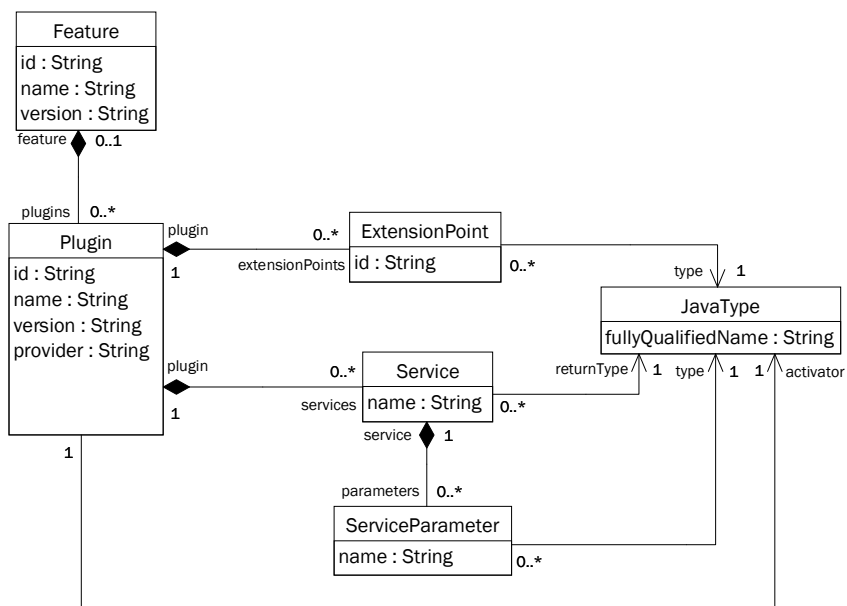 Feature
id : String
name : String
version : String
feature 0..1
plugins 0..*
Plugin
id : String
name : String
version : String
provider : String
plugin
1
0..*
extensionPoints
ExtensionPoint
id : String
0..*
type 1
JavaType
fullyQualifiedName : String
plugin
1
0..*
services
Service
name : String
0..*
returnType 1
type 1
1 activator
service 1
parameters 0..*
ServiceParameter
name : String
0..*
1